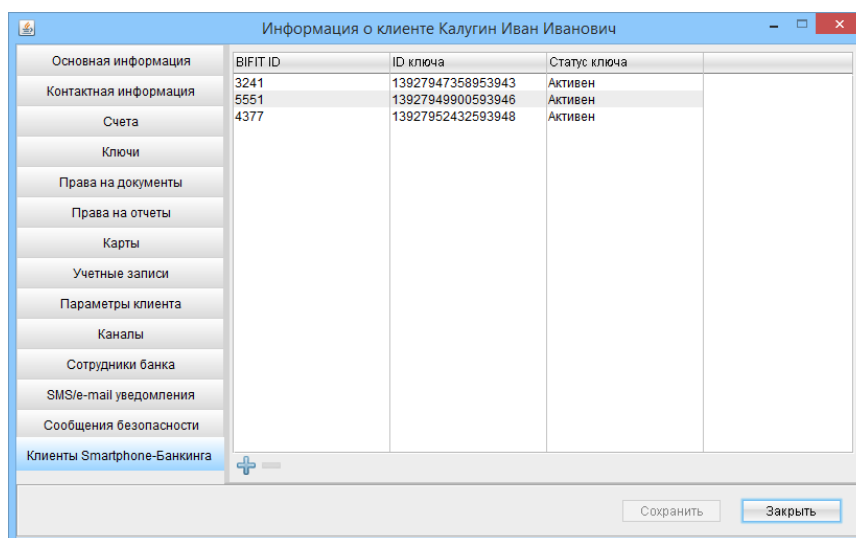 Информация о клиенте Калугин Иван Иванович
Основная информация
Контактная информация
Счета
Ключи
Права на документы
Права на отчеты
Карты
Учетные записи
Параметры клиента
Каналы
Сотрудники банка
SMS/e-mail уведомления
Сообщения безопасности
Клиенты Smartphone-Банкинга
BIFIT ID ID ключа Статус ключа
3241 13927947358953943 Активен
5551 13927949900593946 Активен
4377 13927952432593948 Активен
Сохранить Закрыть